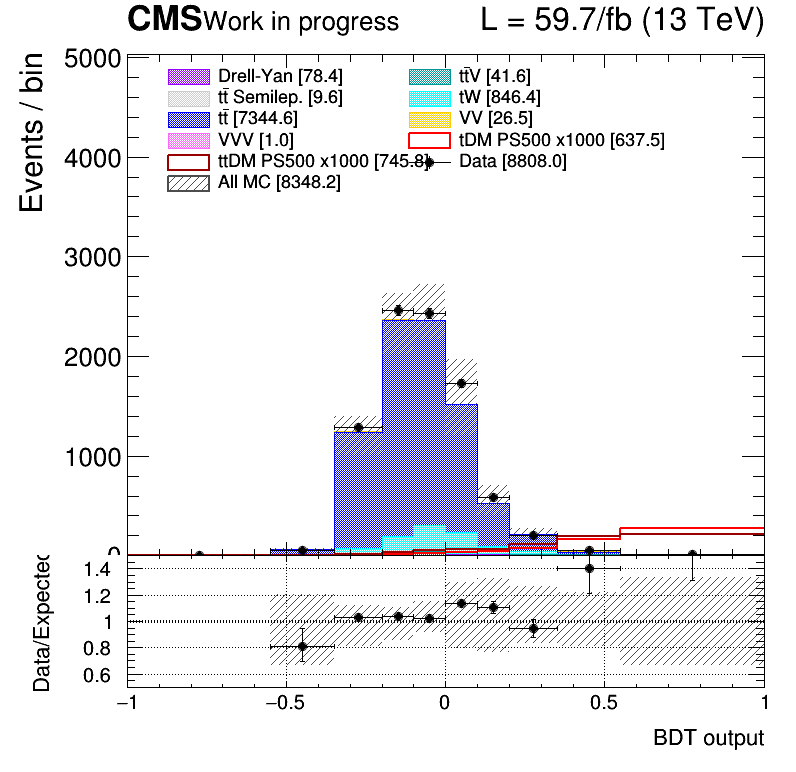 CMS Work in progress L = 59.7/fb (13 TeV)
Events / bin
5000
4000
3000
2000
1000
0
Drell-Yan [78.4] tt̄V [41.6]
tt̄ Semilep. [9.6] tW [846.4]
tt̄ [7344.6] VV [26.5]
VVV [1.0] tDM PS500 x1000 [637.5]
ttDM PS500 x1000 [745.8] Data [8808.0]
All MC [8348.2]
Data/Expected
1.4
1.2
1
0.8
0.6
−1 −0.5 0 0.5 1
BDT output